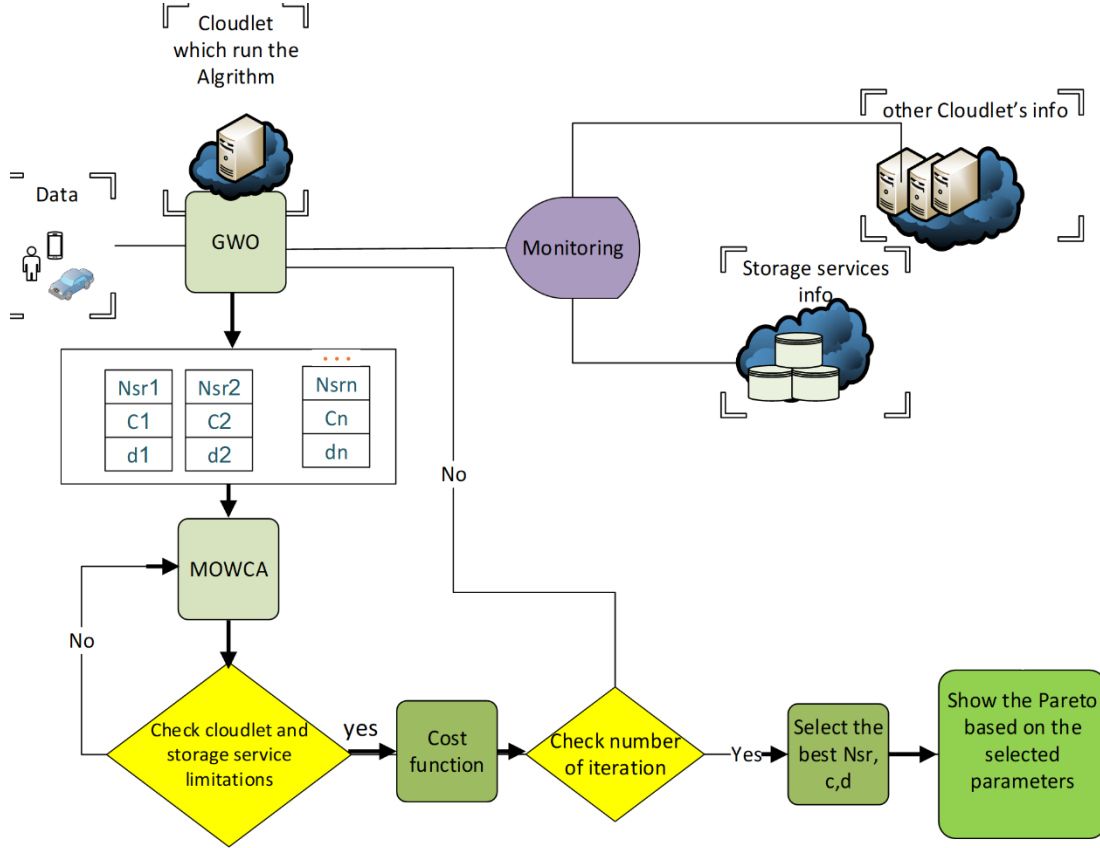 Cloudlet
which run the
Algrithm
other Cloudlet's info
Data
GWO
Monitoring
Storage services
info
...
Nsr1
C1
d1
Nsr2
C2
d2
Nsrn
Cn
dn
No
MOWCA
No
Check cloudlet and
storage service
limitations
yes
Cost
function
Check number
of iteration
Yes
Select the
best Nsr,
c,d
Show the Pareto
based on the
selected
parameters